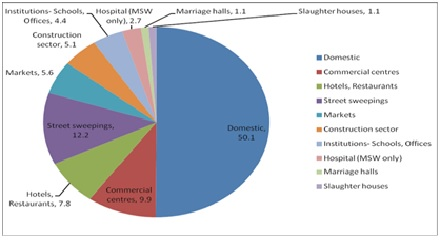 Institutions- Schools,
Offices, 4.4
Hospital (MSW
only), 2.7
Marriage halls, 1.1
Slaughter houses, 1.1
Construction
sector, 5.1
Markets, 5.6
Street sweepings,
12.2
Hotels,
Restaurants, 7.8
Commercial
centres, 9.9
Domestic,
50.1
Domestic
Commercial centres
Hotels, Restaurants
Street sweepings
Markets
Construction sector
Institutions- Schools, Offices
Hospital (MSW only)
Marriage halls
Slaughter houses